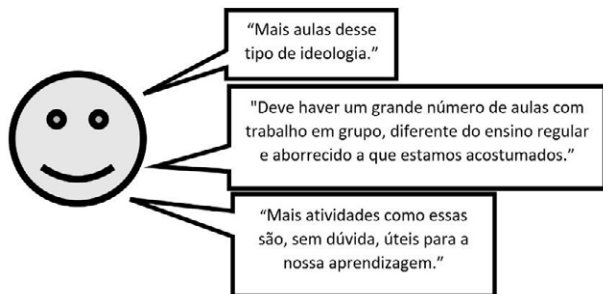 “Mais aulas desse
tipo de ideologia.”
"Deve haver um grande número de aulas com
trabalho em grupo, diferente do ensino regular
e aborrecido a que estamos acostumados.”
“Mais atividades como essas
são, sem dúvida, úteis para a
nossa aprendizagem.”